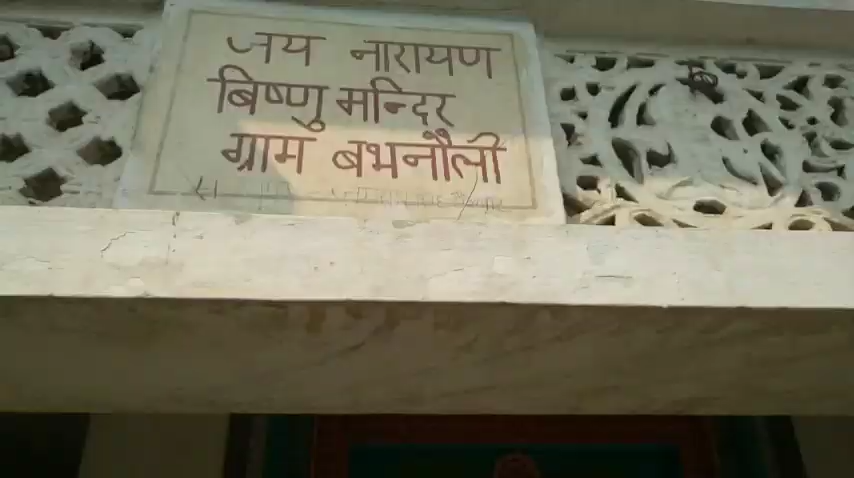 जय नारायण
बिष्णु मन्दिर
ग्राम बभनौली